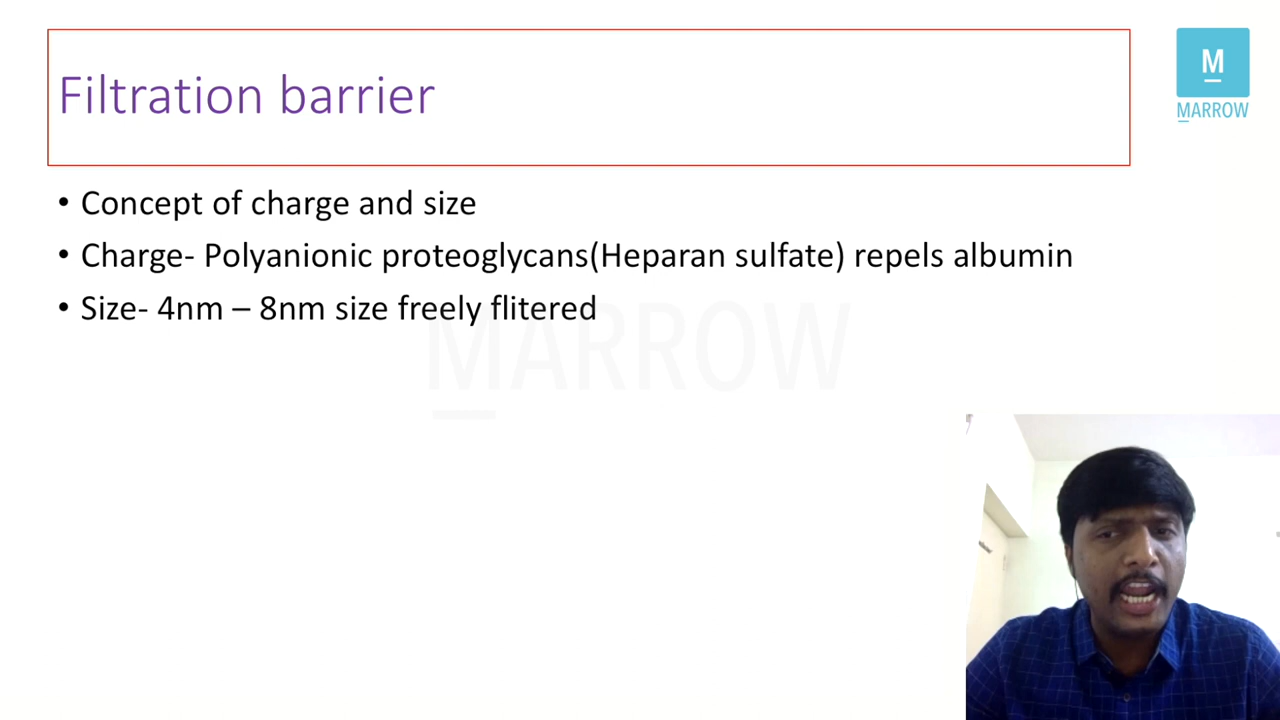 Filtration barrier
M
MARROW
• Concept of charge and size
• Charge- Polyanionic proteoglycans(Heparan sulfate) repels albumin
• Size- 4nm – 8nm size freely flitered
MARROW